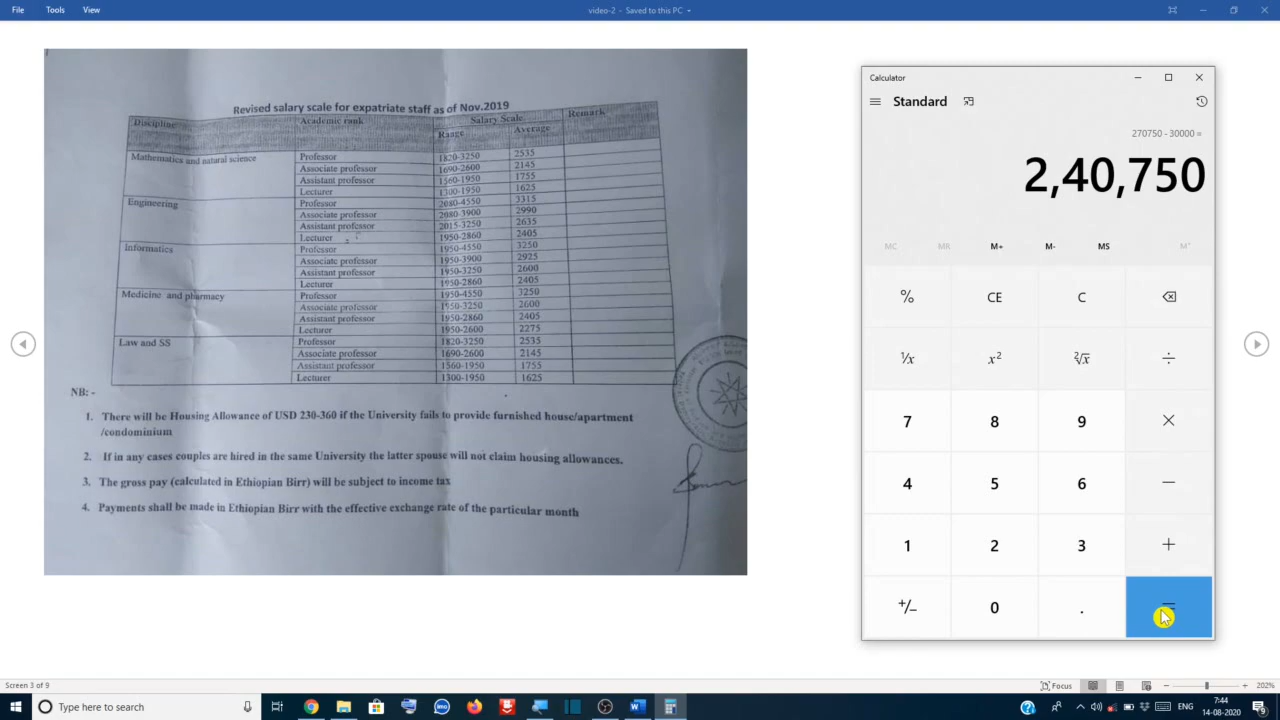 File Tools View video-2 - Saved to this PC
Calculator
Standard
270750 - 30000 =
2,40,750
MC MR M+ M- MS M˅
% CE C
⅟x x² ²√x ÷
7 8 9 ×
4 5 6 −
1 2 3 +
+/− 0 . =
Revised salary scale for expatriate staff as of Nov.2019
Discipline Academic rank Salary Scale Remark
Range Average
Mathematics and natural science Professor 1820-3250 2535
Associate professor 1690-2600 2145
Assistant professor 1560-1950 1755
Lecturer 1300-1950 1625
Engineering Professor 2080-4550 3315
Associate professor 2080-3900 2990
Assistant professor 2015-3250 2635
Lecturer 1950-2860 2405
Informatics Professor 1950-4550 3250
Associate professor 1950-3900 2925
Assistant professor 1950-3250 2600
Lecturer 1950-2860 2405
Medicine and pharmacy Professor 1950-4550 3250
Associate professor 1950-3250 2600
Assistant professor 1950-2860 2405
Lecturer 1950-2600 2275
Law and SS Professor 1820-3250 2535
Associate professor 1690-2600 2145
Assistant professor 1560-1950 1755
Lecturer 1300-1950 1625
NB: -
1. There will be Housing Allowance of USD 230-360 if the University fails to provide furnished house/apartment
/condominium
2. If in any cases couples are hired in the same University the latter spouse will not claim housing allowances.
3. The gross pay (calculated in Ethiopian Birr) will be subject to income tax
4. Payments shall be made in Ethiopian Birr with the effective exchange rate of the particular month
Screen 3 of 9 Focus 202%
Type here to search ENG 7:44
14-08-2020